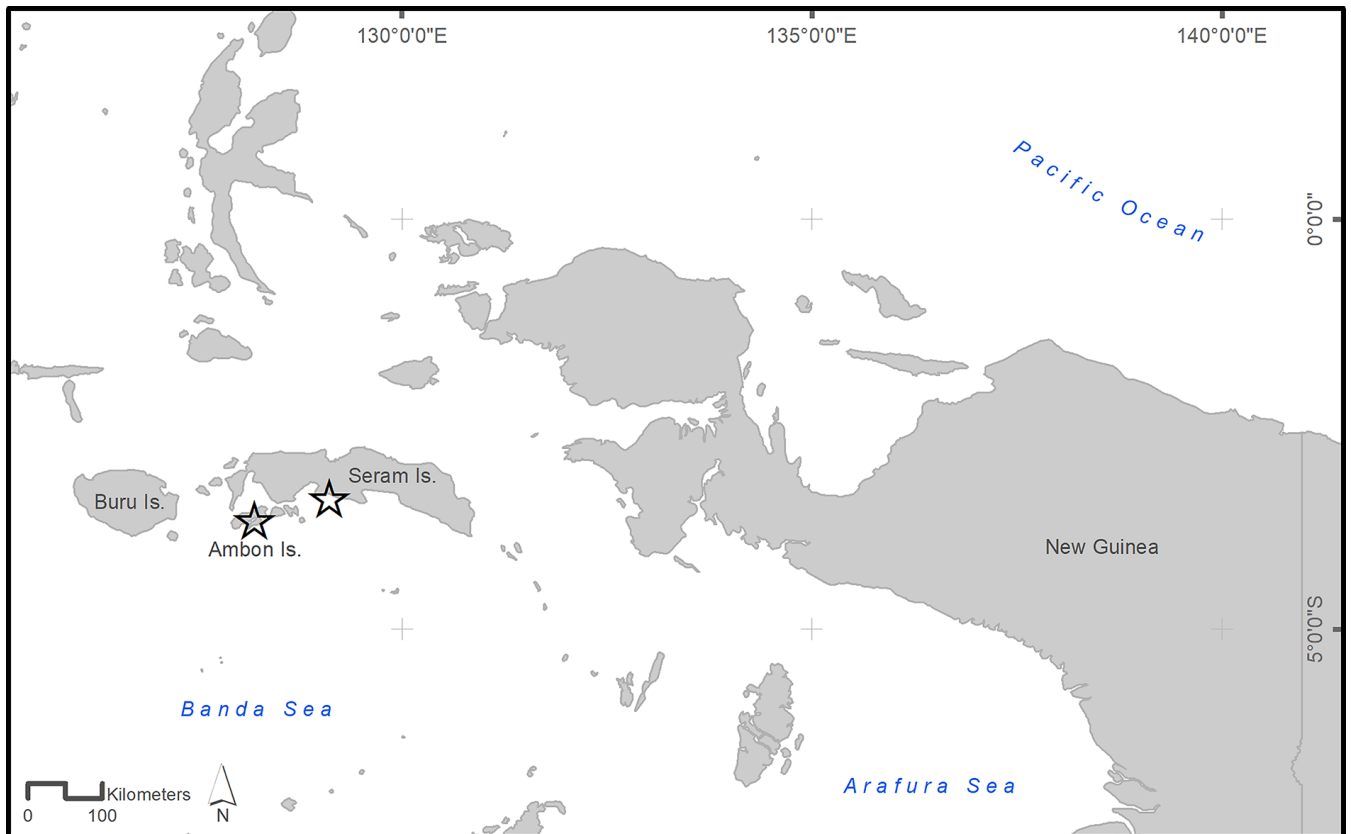 130°0'0"E
135°0'0"E
140°0'0"E
Pacific Ocean
0°0'0"
Seram Is.
Buru Is.
Ambon Is.
New Guinea
5°0'0"S
Banda Sea
Arafura Sea
Kilometers
0 100
N